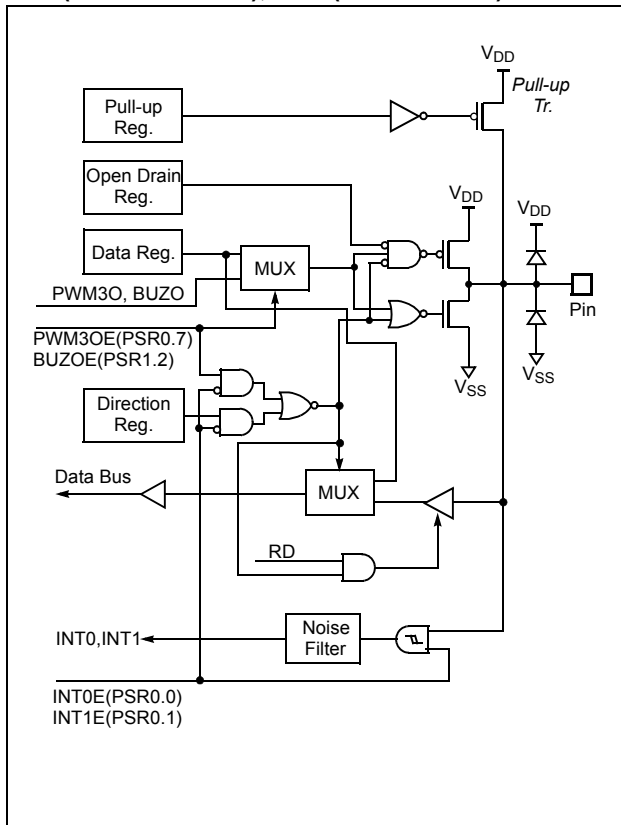 VDD
Pull-up
Tr.
Pull-up
Reg.
Open Drain
Reg.
VDD
VDD
Data Reg.
MUX
PWM3O, BUZO
Pin
PWM3OE(PSR0.7)
BUZOE(PSR1.2)
VSS
VSS
Direction
Reg.
Data Bus
MUX
RD
Noise
Filter
INT0,INT1
INT0E(PSR0.0)
INT1E(PSR0.1)